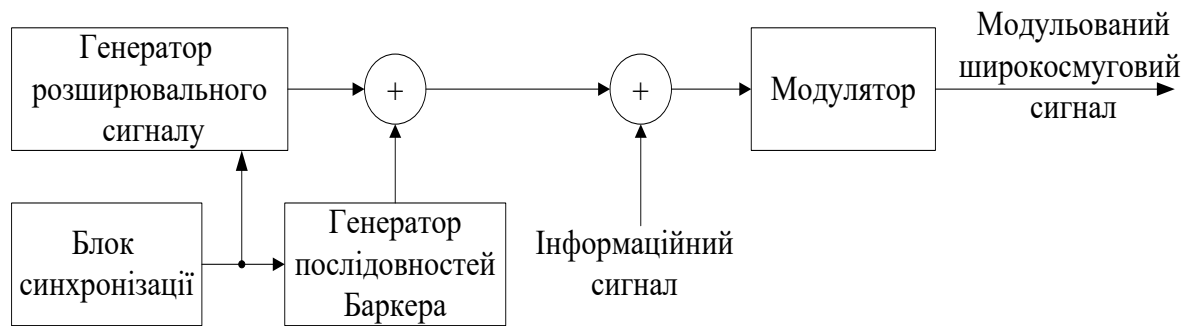 Генератор
розширювального
сигналу
+
+
Модулятор
Модульований
широкосмуговий
сигнал
Блок
синхронізації
Генератор
послідовностей
Баркера
Інформаційний
сигнал